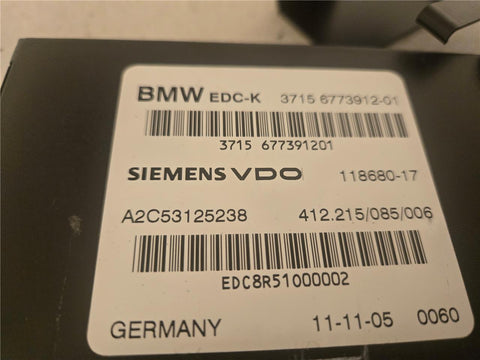 BMW EDC-K 3715 6773912-01
3715 677391201
SIEMENS VDO 118680-17
A2C53125238 412.215/085/006
EDC8R51000002
GERMANY 11-11-05 0060